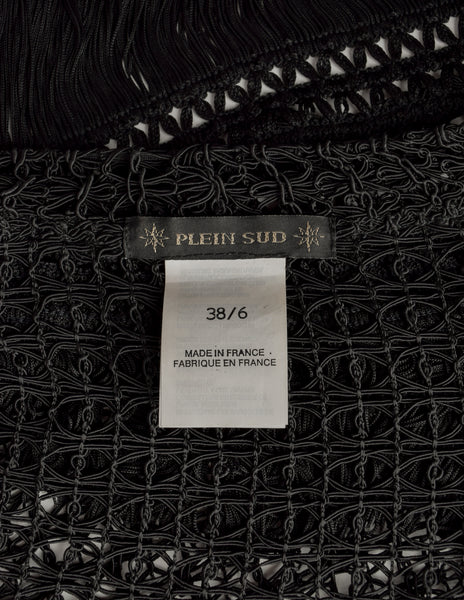 PLEIN SUD
38/6
MADE IN FRANCE
FABRIQUE EN FRANCE